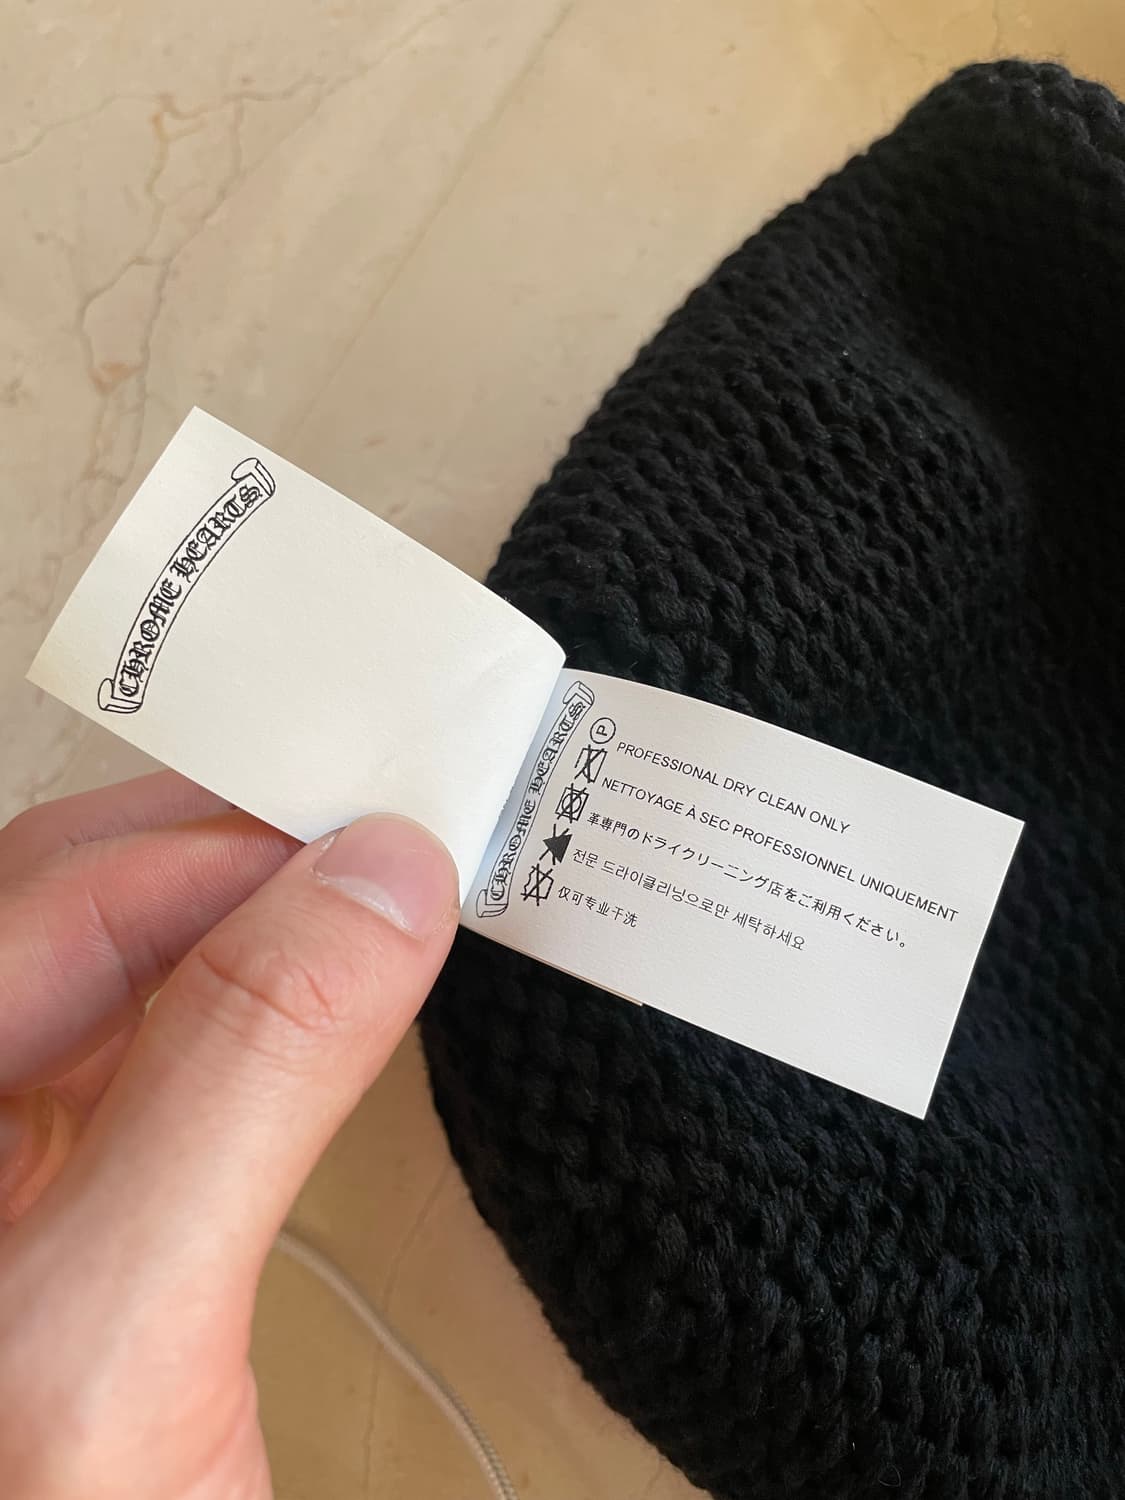 CHROME HEARTS
CHROME HEARTS
P
PROFESSIONAL DRY CLEAN ONLY
NETTOYAGE À SEC PROFESSIONNEL UNIQUEMENT
革専門のドライクリーニング店をご利用ください。
전문 드라이클리닝으로만 세탁하세요
仅可专业干洗